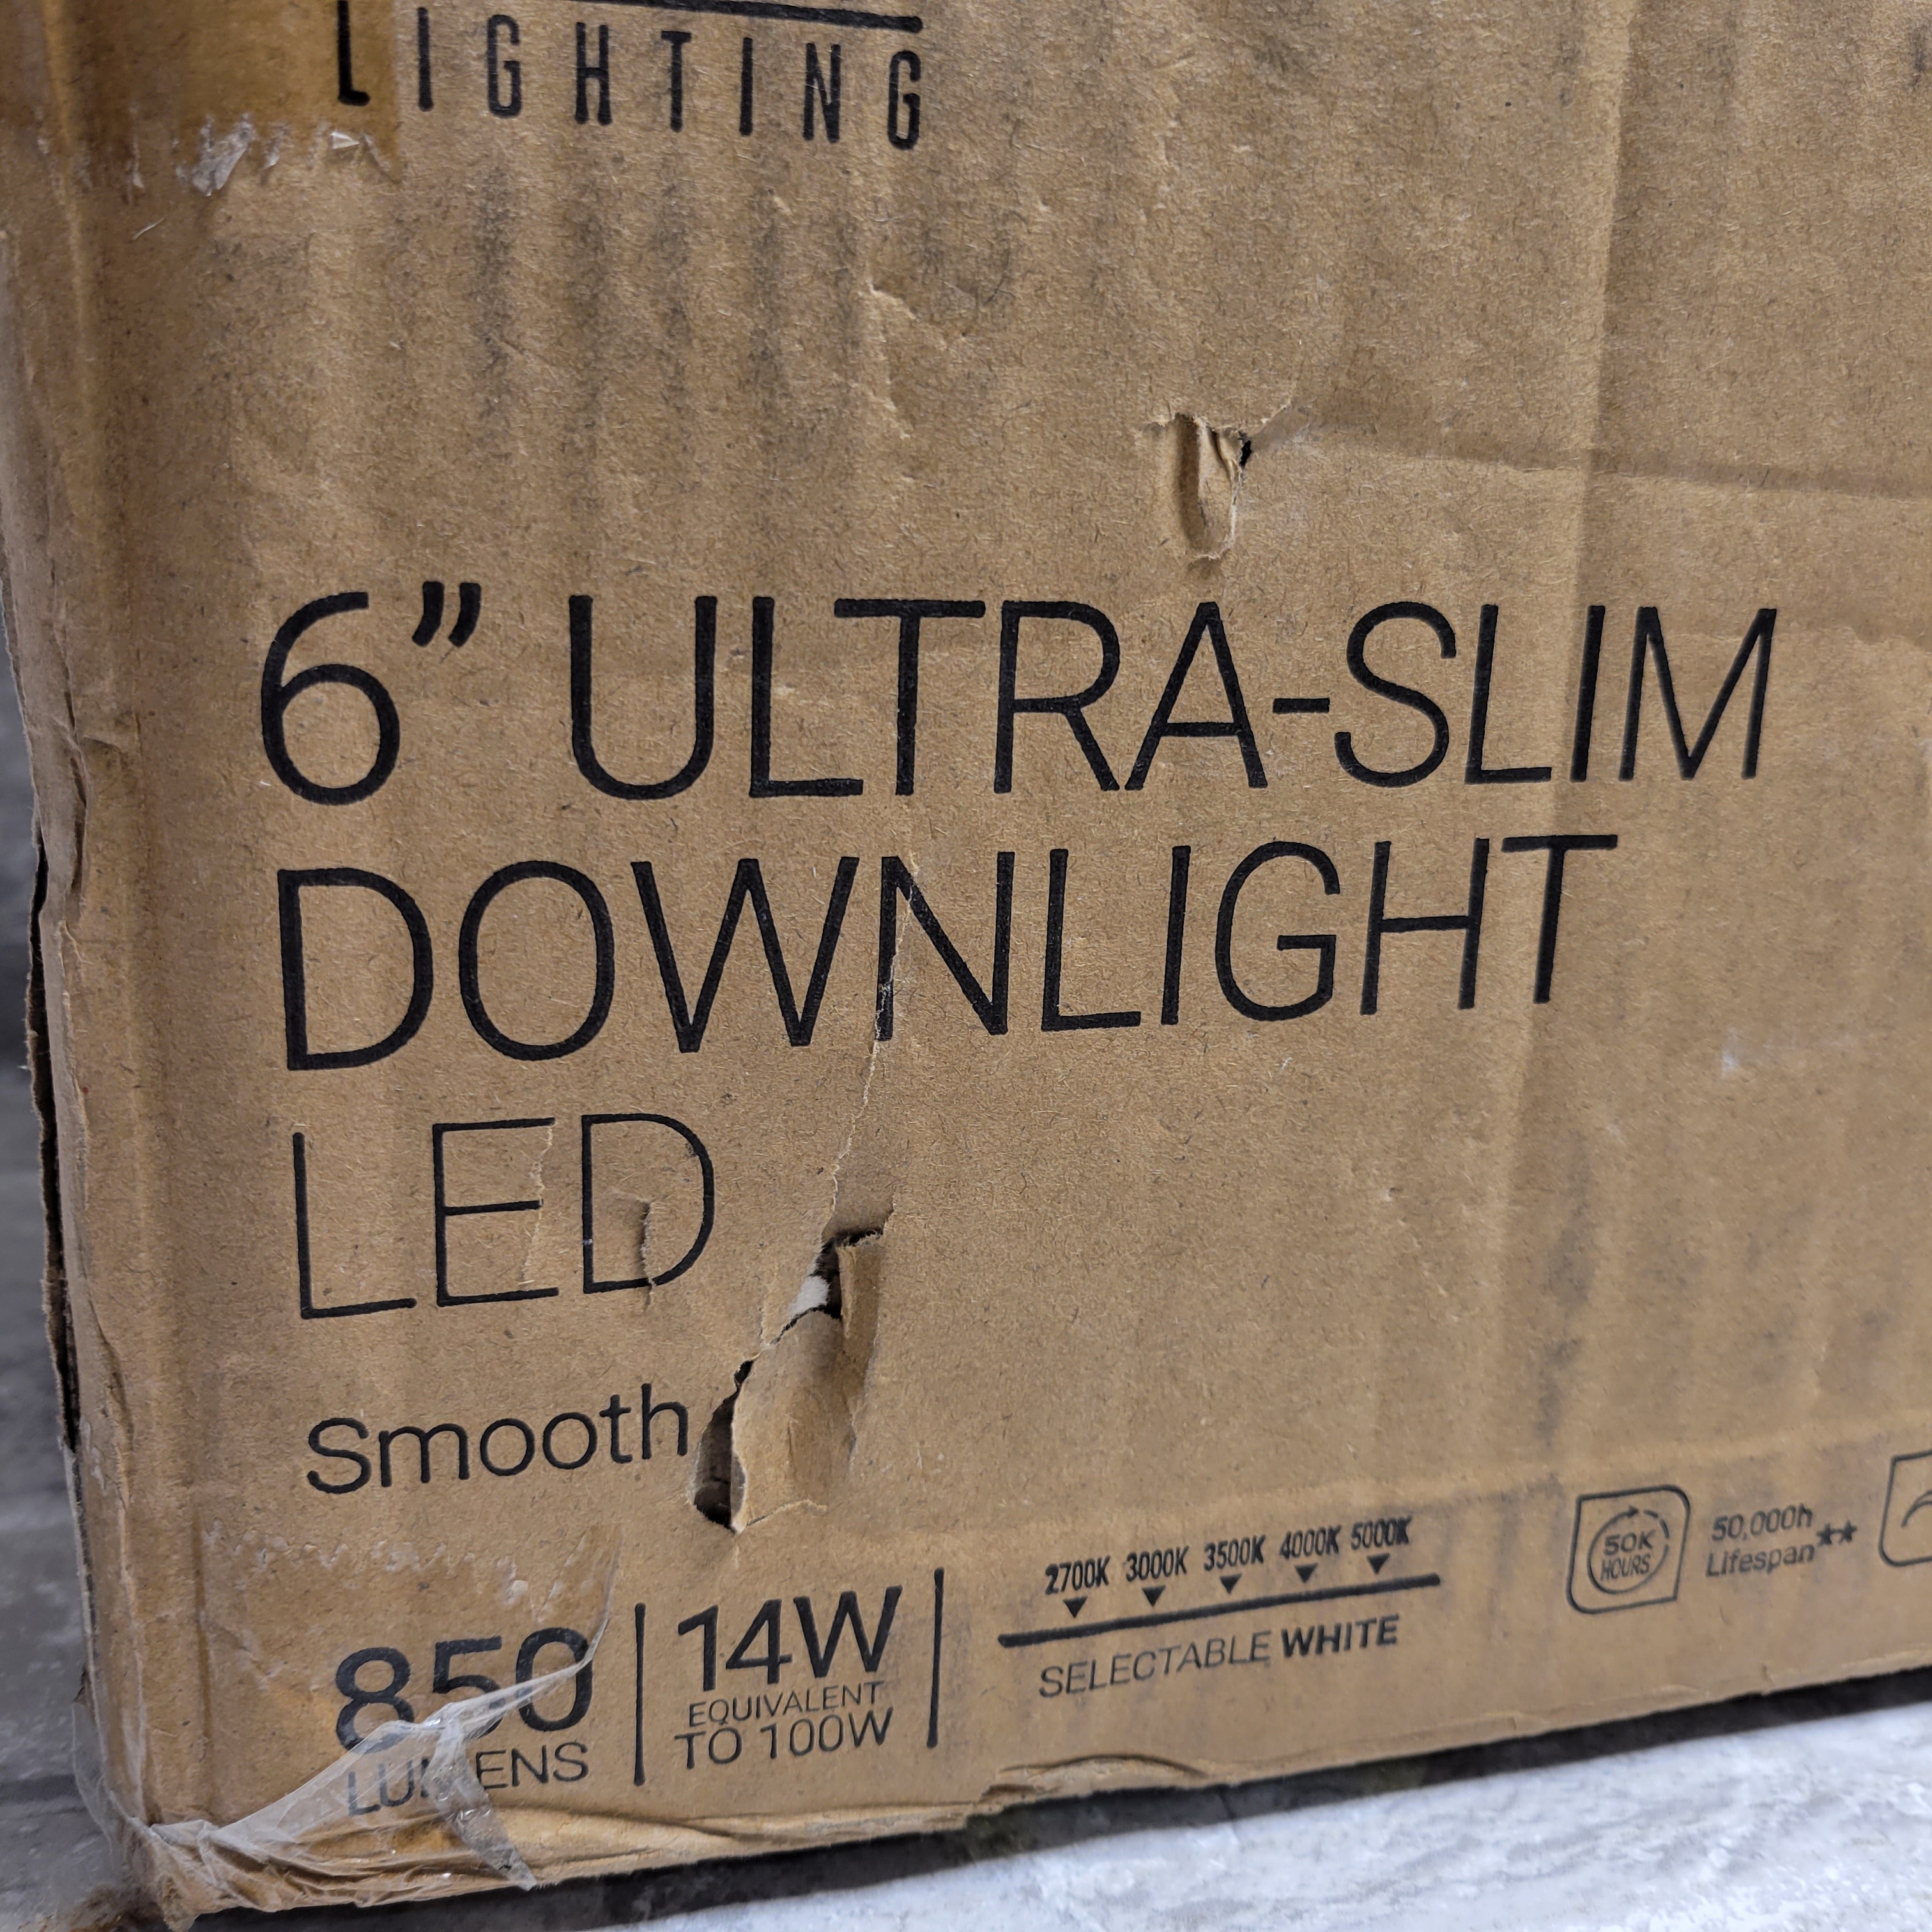 LIGHTING
6” ULTRA-SLIM
DOWNLIGHT
LED
Smooth
850
LUMENS
14W
EQUIVALENT
TO 100W
2700K 3000K 3500K 4000K 5000K
SELECTABLE WHITE
50K
HOURS
50,000h
Lifespan**